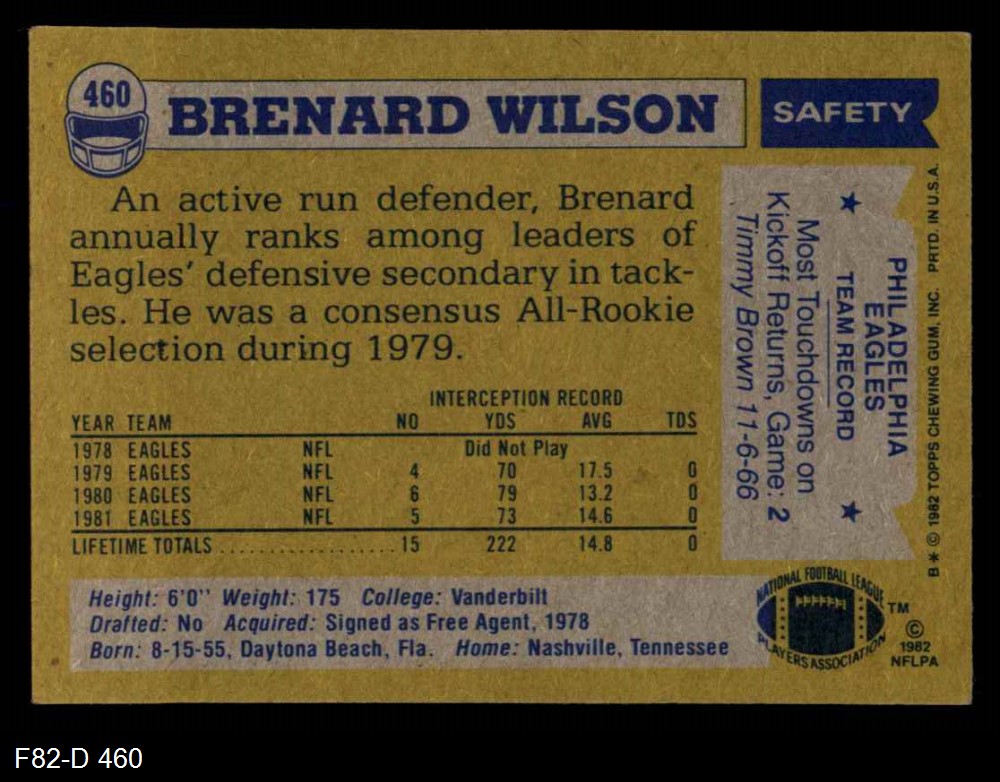 460
BRENARD WILSON
SAFETY
An active run defender, Brenard
annually ranks among leaders of
Eagles' defensive secondary in tack-
les. He was a consensus All-Rookie
selection during 1979.
INTERCEPTION RECORD
YEAR TEAM NO YDS AVG TDS
1978 EAGLES NFL Did Not Play
1979 EAGLES NFL 4 70 17.5 0
1980 EAGLES NFL 6 79 13.2 0
1981 EAGLES NFL 5 73 14.6 0
LIFETIME TOTALS ........................ 15 222 14.8 0
Height: 6'0" Weight: 175 College: Vanderbilt
Drafted: No Acquired: Signed as Free Agent, 1978
Born: 8-15-55, Daytona Beach, Fla. Home: Nashville, Tennessee
PHILADELPHIA
EAGLES
★ TEAM RECORD ★
Most Touchdowns on
Kickoff Returns, Game: 2
Timmy Brown 11-6-66
B * © 1982 TOPPS CHEWING GUM, INC. PRTD. IN U.S.A.
NATIONAL FOOTBALL LEAGUE
PLAYERS ASSOCIATION
TM
©
1982
NFLPA
F82-D 460